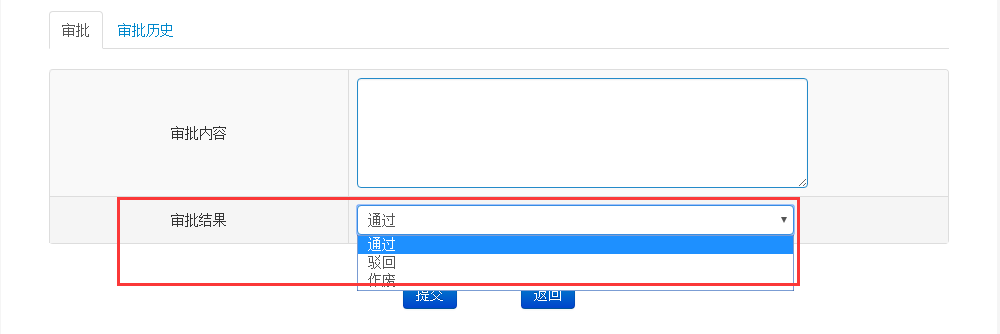 审批 审批历史
审批内容
审批结果 通过
通过
驳回
作废
提交 返回